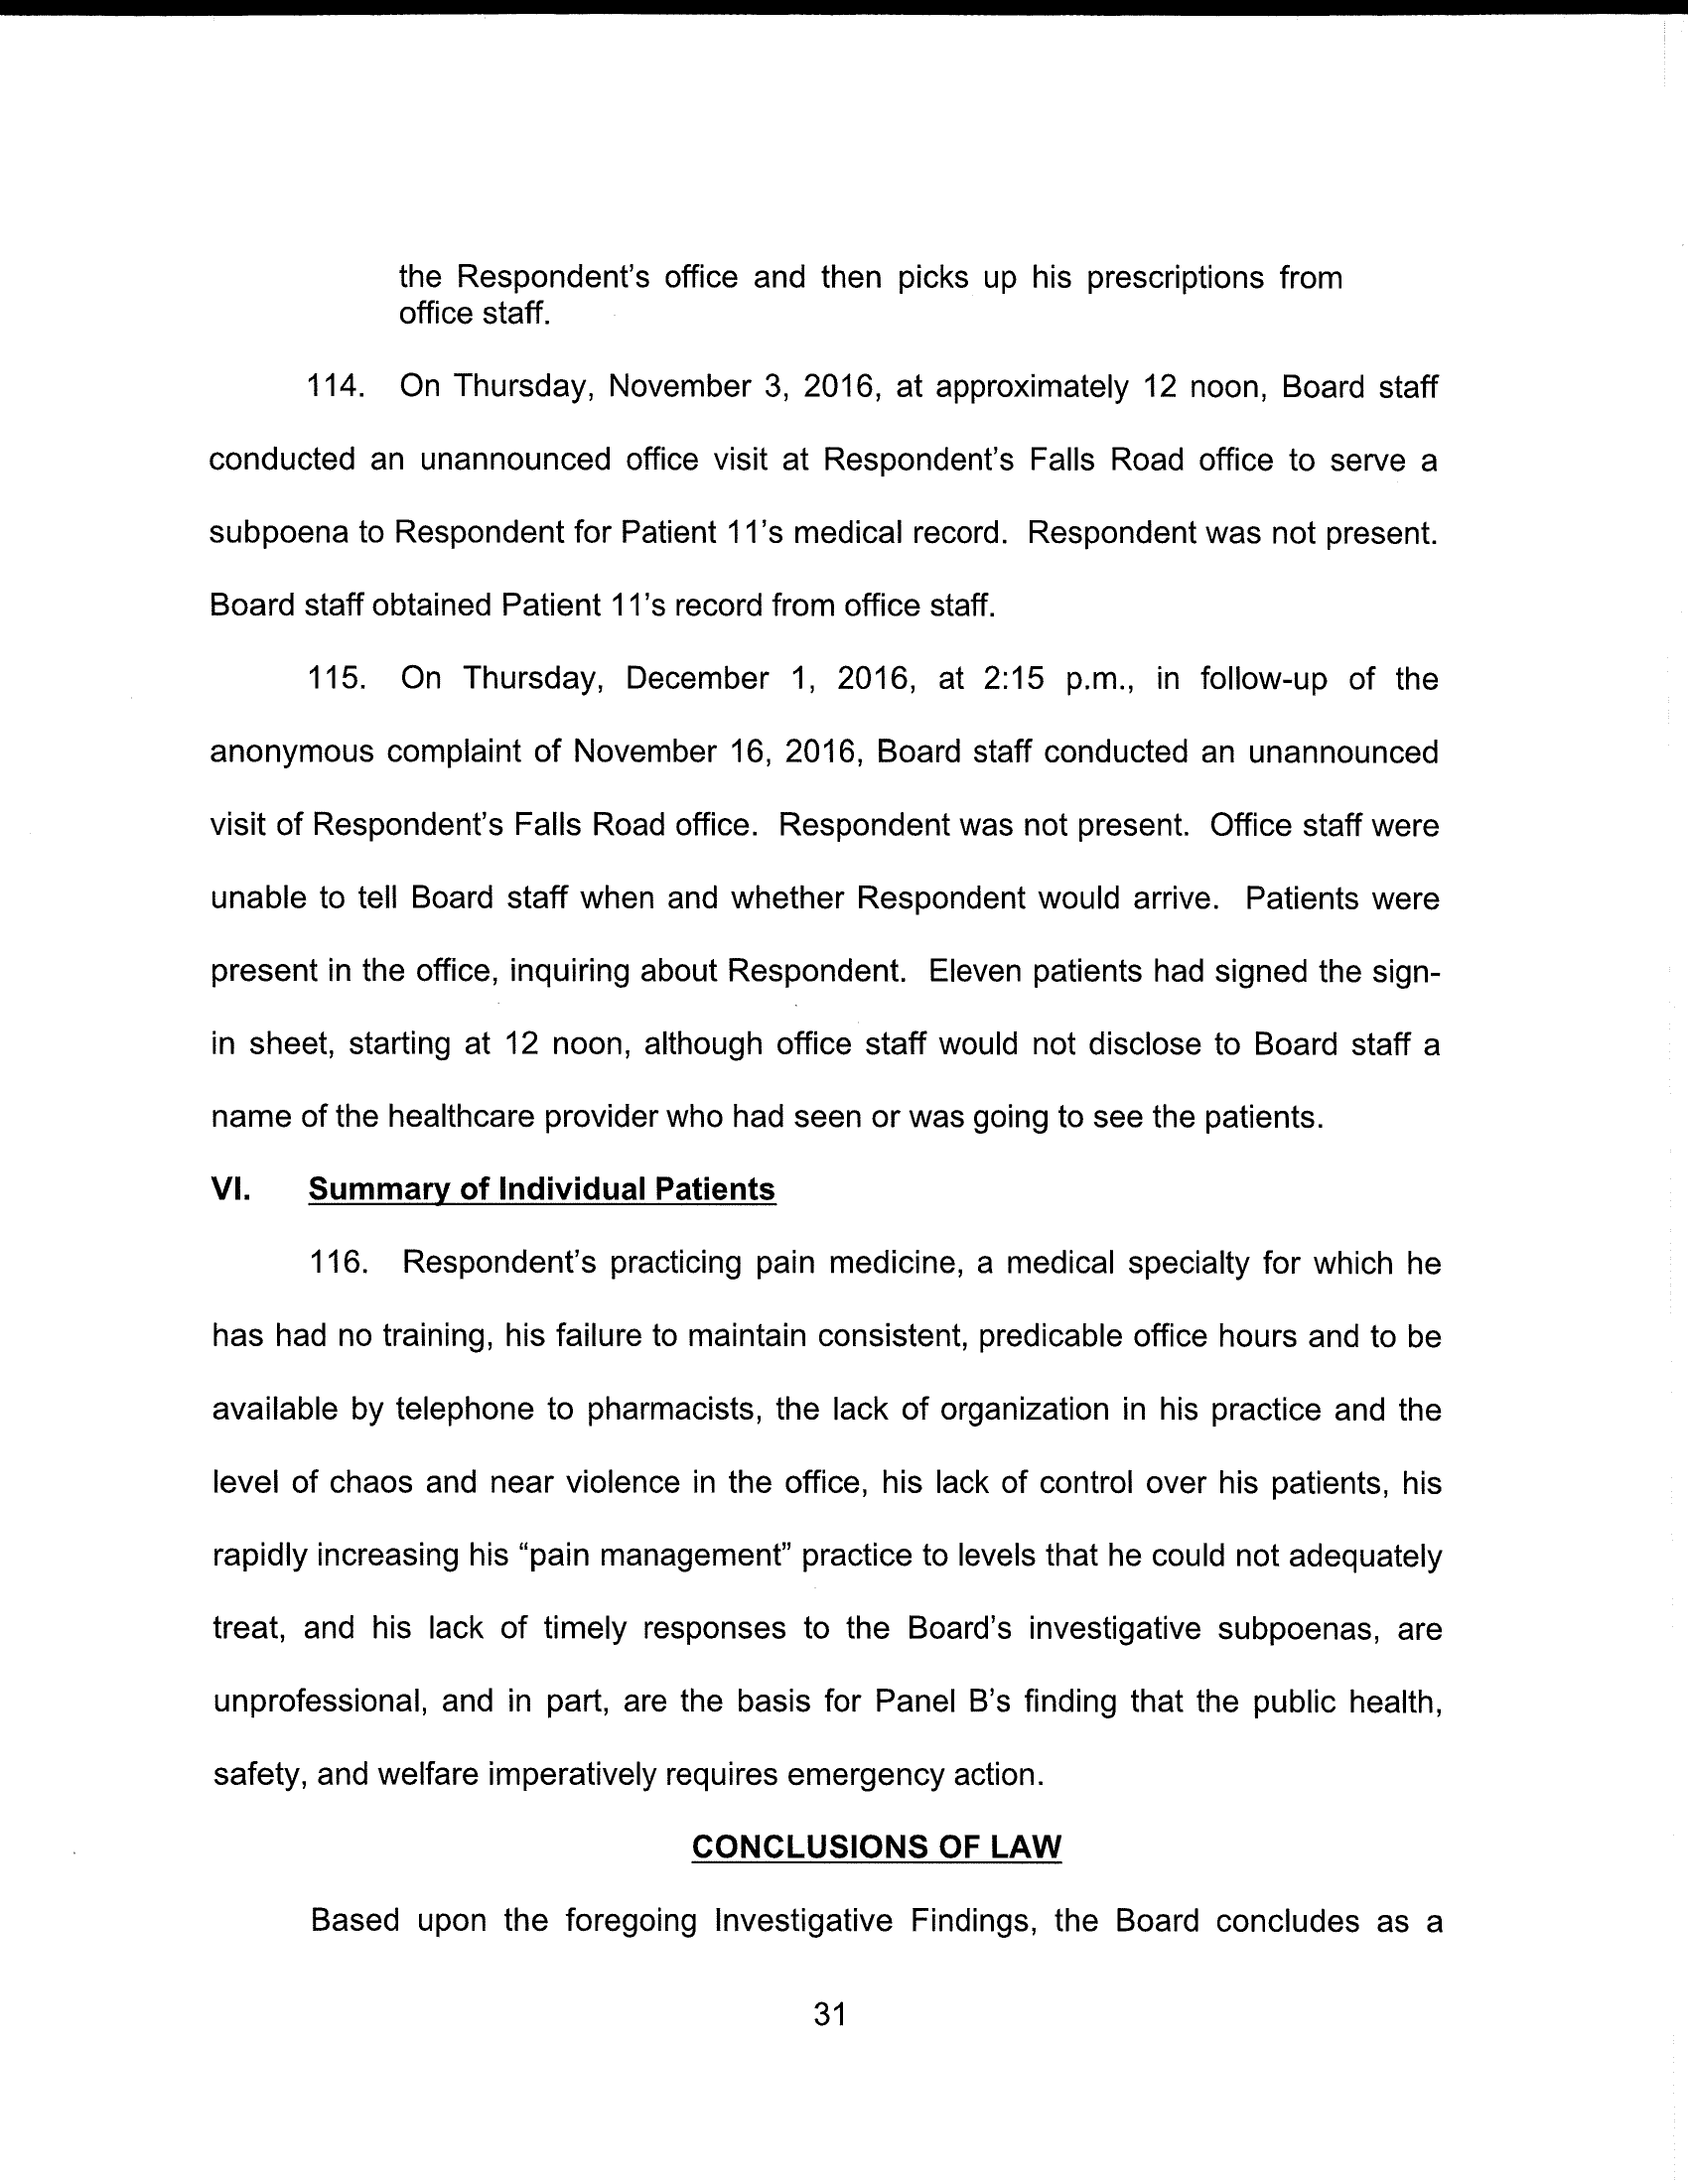 the Respondent's office and then picks up his prescriptions from
office staff.
114. On Thursday, November 3, 2016, at approximately 12 noon, Board staff
conducted an unannounced office visit at Respondent's Falls Road office to serve a
subpoena to Respondent for Patient 11's medical record. Respondent was not present.
Board staff obtained Patient 11's record from office staff.
115. On Thursday, December 1, 2016, at 2:15 p.m., in follow-up of the
anonymous complaint of November 16, 2016, Board staff conducted an unannounced
visit of Respondent's Falls Road office. Respondent was not present. Office staff were
unable to tell Board staff when and whether Respondent would arrive. Patients were
present in the office, inquiring about Respondent. Eleven patients had signed the sign-
in sheet, starting at 12 noon, although office staff would not disclose to Board staff a
name of the healthcare provider who had seen or was going to see the patients.
VI. Summary of Individual Patients
116. Respondent's practicing pain medicine, a medical specialty for which he
has had no training, his failure to maintain consistent, predicable office hours and to be
available by telephone to pharmacists, the lack of organization in his practice and the
level of chaos and near violence in the office, his lack of control over his patients, his
rapidly increasing his “pain management” practice to levels that he could not adequately
treat, and his lack of timely responses to the Board's investigative subpoenas, are
unprofessional, and in part, are the basis for Panel B's finding that the public health,
safety, and welfare imperatively requires emergency action.
CONCLUSIONS OF LAW
Based upon the foregoing Investigative Findings, the Board concludes as a
31